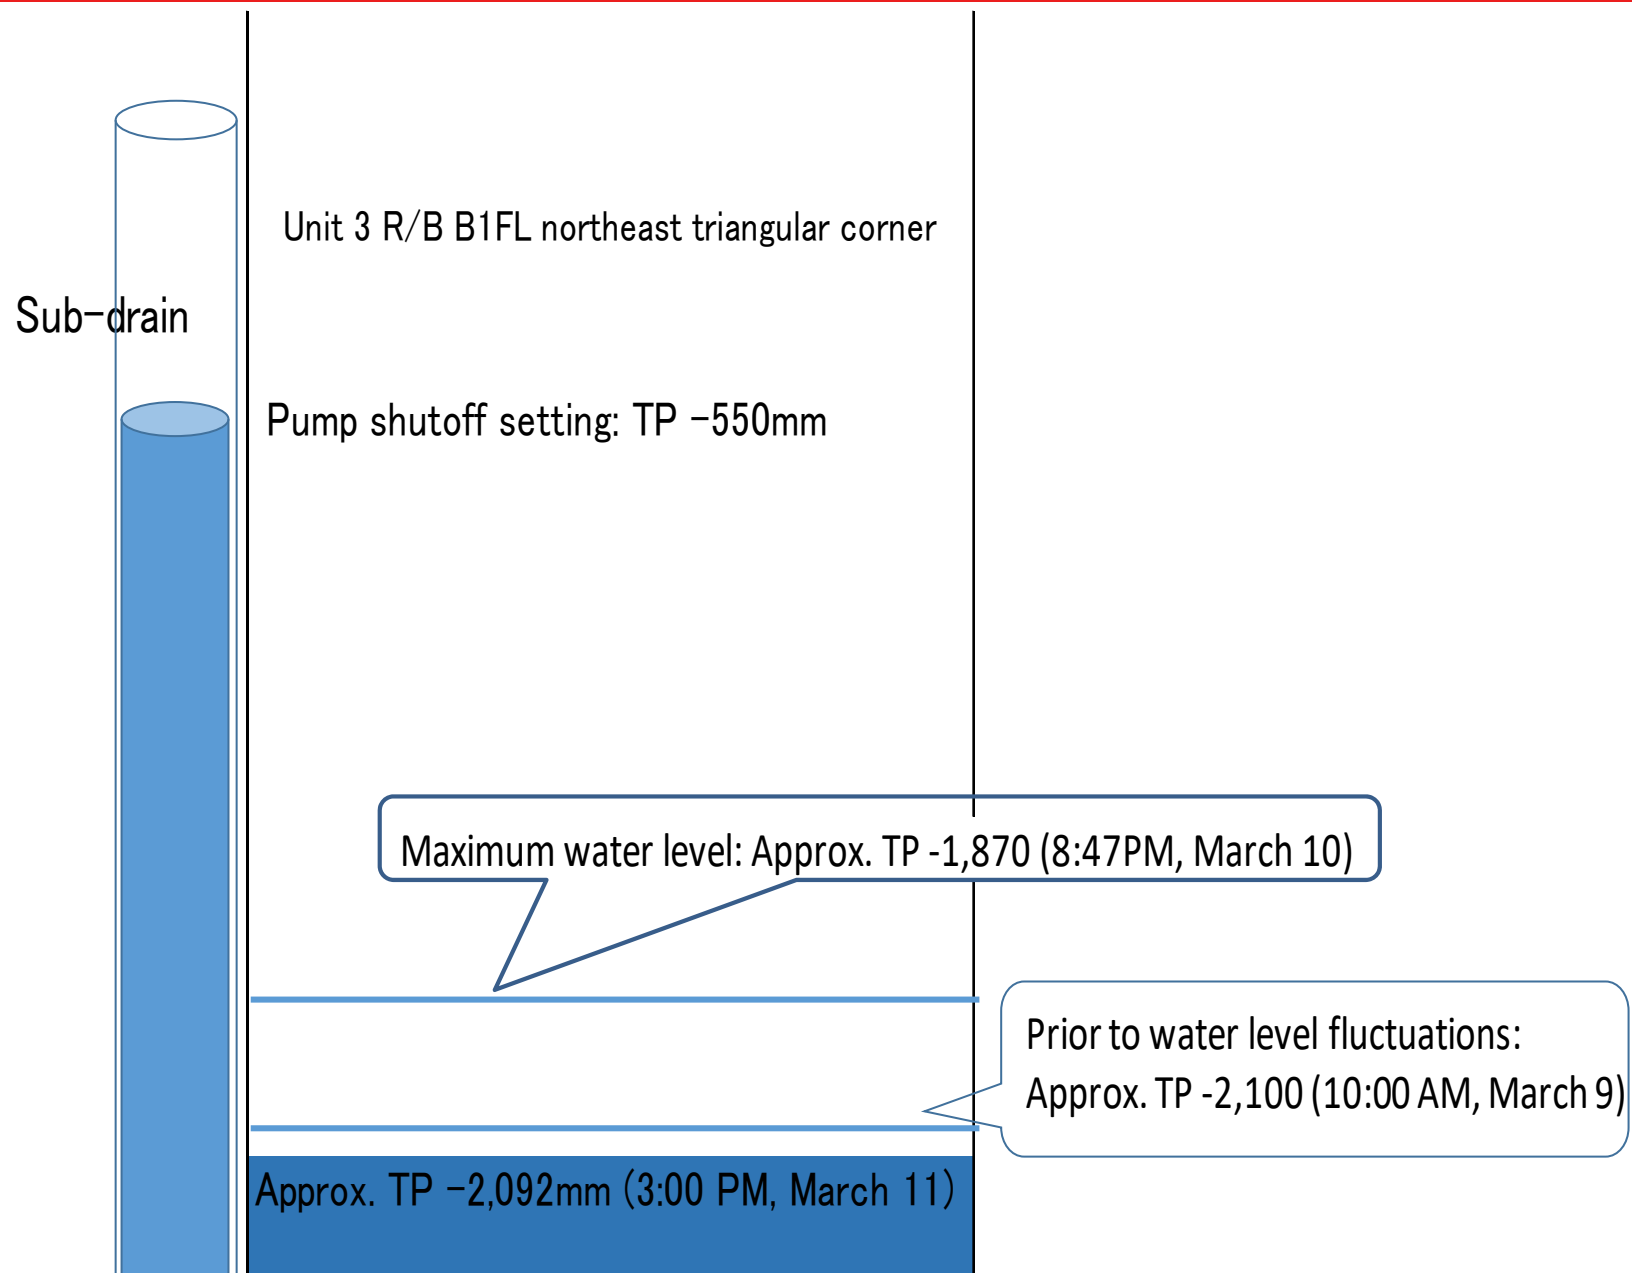 Unit 3 R/B B1FL northeast triangular corner
Sub-drain
Pump shutoff setting: TP -550mm
Maximum water level: Approx. TP -1,870 (8:47PM, March 10)
Prior to water level fluctuations:
Approx. TP -2,100 (10:00 AM, March 9)
Approx. TP -2,092mm (3:00 PM, March 11)